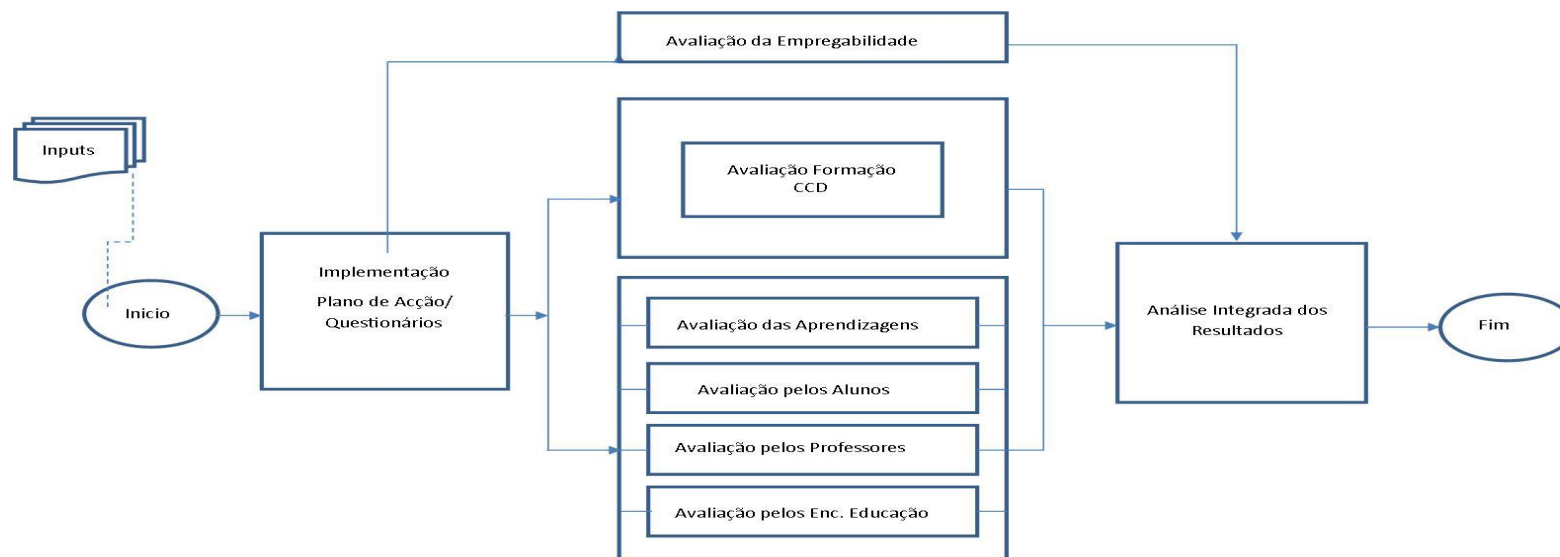 Avaliação da Empregabilidade
Inputs
Avaliação Formação
CCD
Implementação
Plano de Acção/
Questionários
Inicio
Avaliação das Aprendizagens
Avaliação pelos Alunos
Avaliação pelos Professores
Avaliação pelos Enc. Educação
Análise Integrada dos
Resultados
Fim